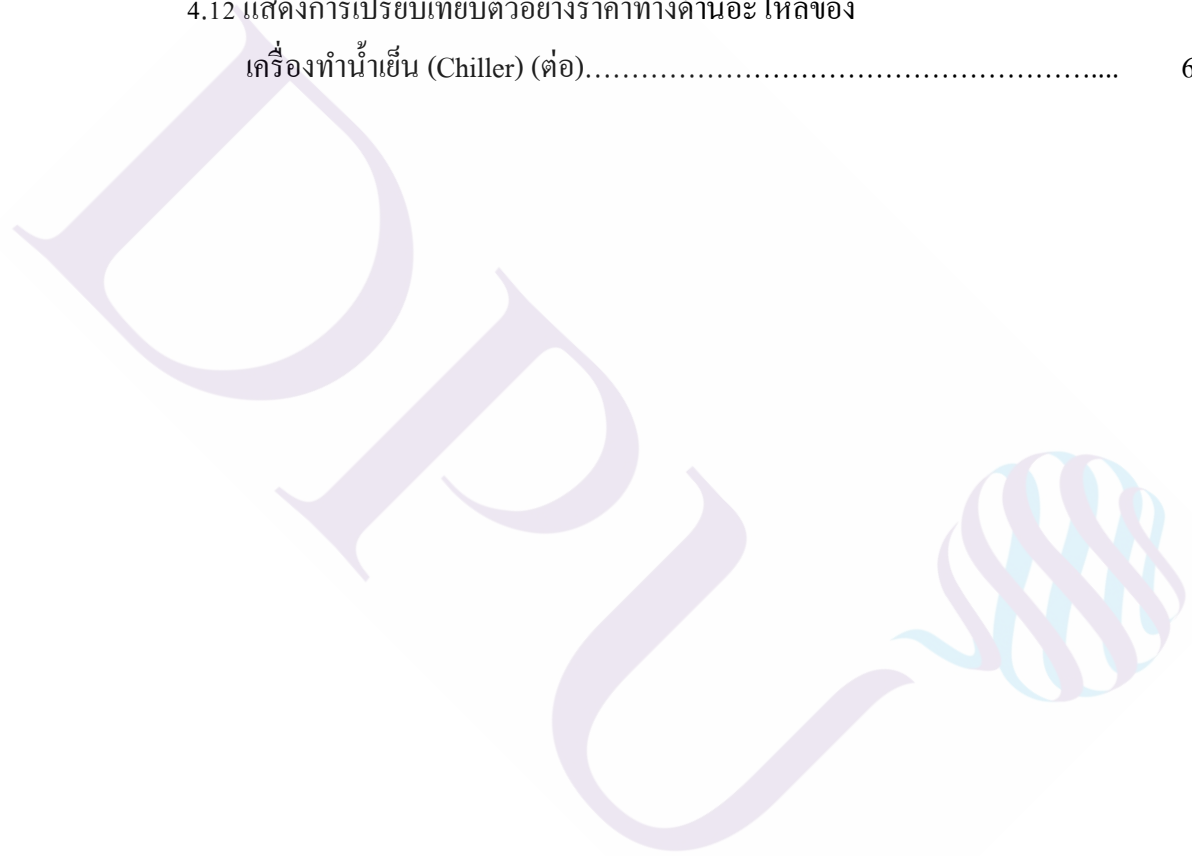 4.12 แสดงการเปรียบเทียบตัวอย่างราคาทางด้านอะไหล่ของ
เครื่องทำน้ำเย็น (Chiller) (ต่อ)…………………………………………………....  6
DPU